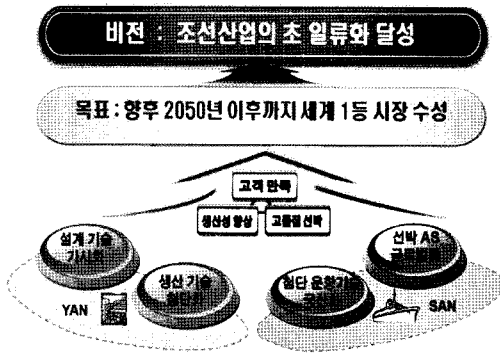 비전 : 조선산업의 초 일류화 달성
목표 : 향후 2050년 이후까지 세계 1등 시장 수성
고객 만족
생산성 향상 고품질 선박
설계 기술
생산 기술
첨단화
첨단 운항기술
선박 AS
YAN
SAN